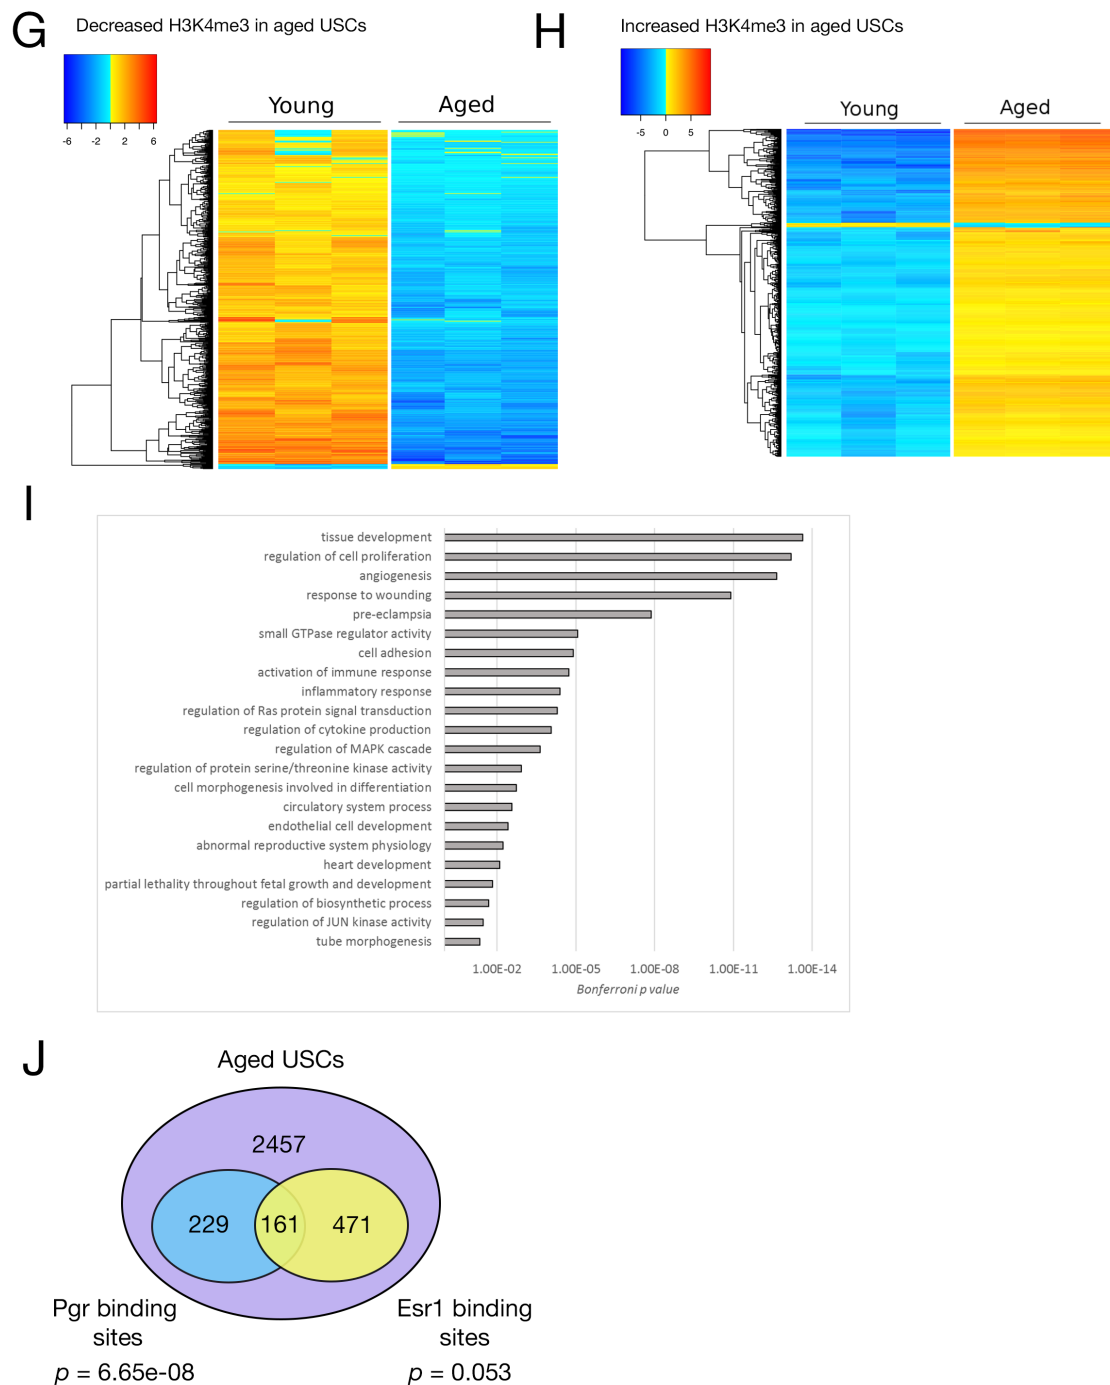 G
Decreased H3K4me3 in aged USCs
-6 -2 2 6
Young
Aged
H
Increased H3K4me3 in aged USCs
-5 0 5
Young
Aged
I
tissue development
regulation of cell proliferation
angiogenesis
response to wounding
pre-eclampsia
small GTPase regulator activity
cell adhesion
activation of immune response
inflammatory response
regulation of Ras protein signal transduction
regulation of cytokine production
regulation of MAPK cascade
regulation of protein serine/threonine kinase activity
cell morphogenesis involved in differentiation
circulatory system process
endothelial cell development
abnormal reproductive system physiology
heart development
partial lethality throughout fetal growth and development
regulation of biosynthetic process
regulation of JUN kinase activity
tube morphogenesis
1.00E-02 1.00E-05 1.00E-08 1.00E-11 1.00E-14
Bonferroni p value
J
Aged USCs
2457
229 161 471
Pgr binding
sites
p = 6.65e-08
Esr1 binding
sites
p = 0.053